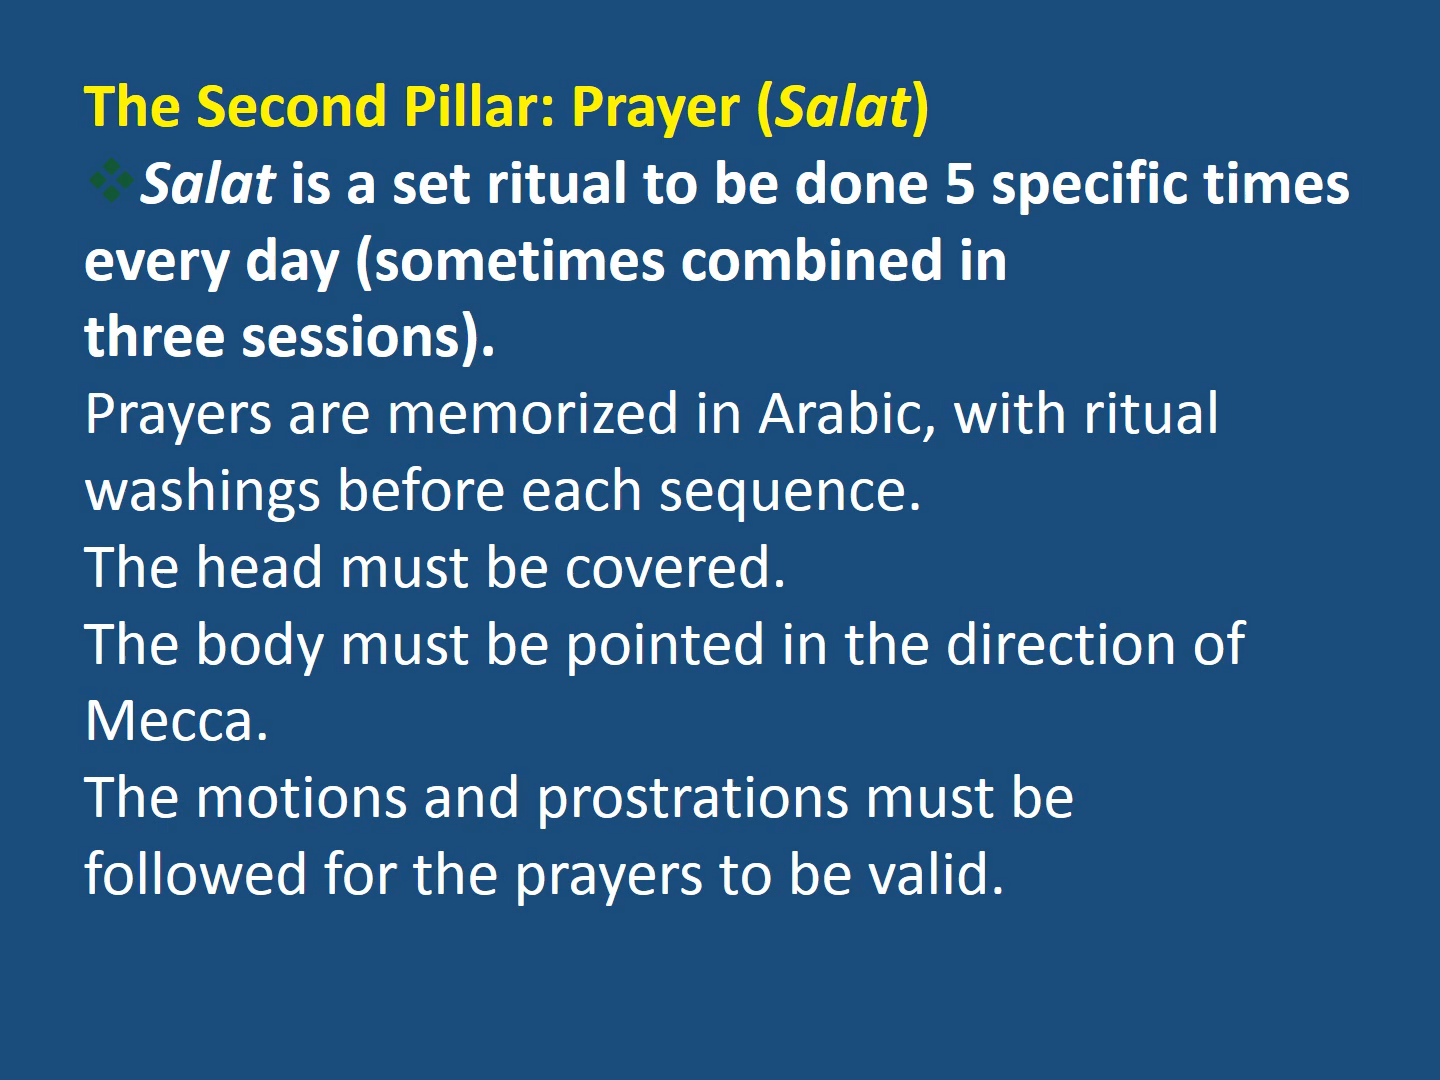 The Second Pillar: Prayer (Salat)
❖Salat is a set ritual to be done 5 specific times
every day (sometimes combined in
three sessions).
Prayers are memorized in Arabic, with ritual
washings before each sequence.
The head must be covered.
The body must be pointed in the direction of
Mecca.
The motions and prostrations must be
followed for the prayers to be valid.